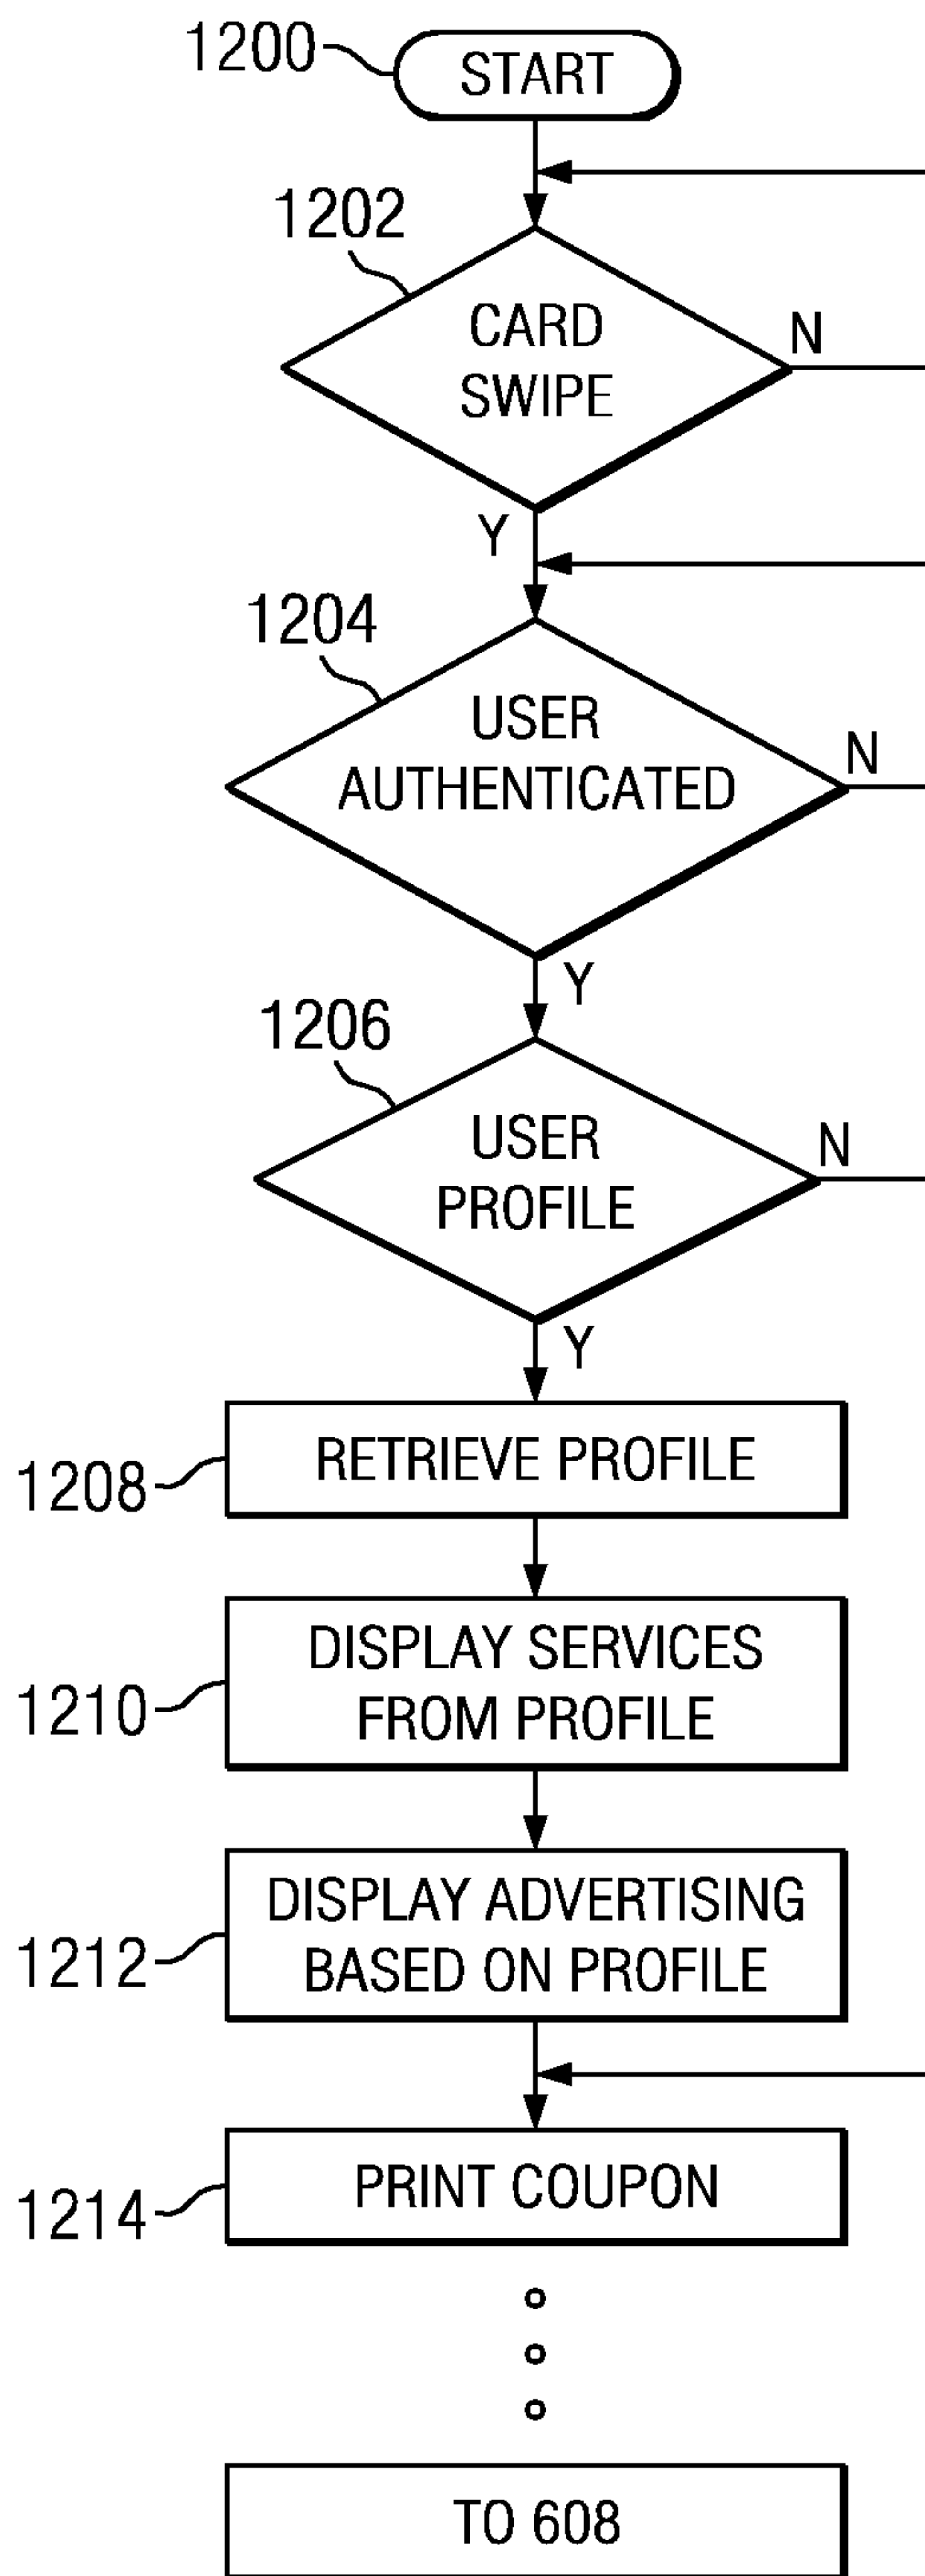 1200
START
1202
CARD
SWIPE
N
Y
1204
USER
AUTHENTICATED
N
Y
1206
USER
PROFILE
N
Y
1208
RETRIEVE PROFILE
1210
DISPLAY SERVICES
FROM PROFILE
1212
DISPLAY ADVERTISING
BASED ON PROFILE
1214
PRINT COUPON
TO 608